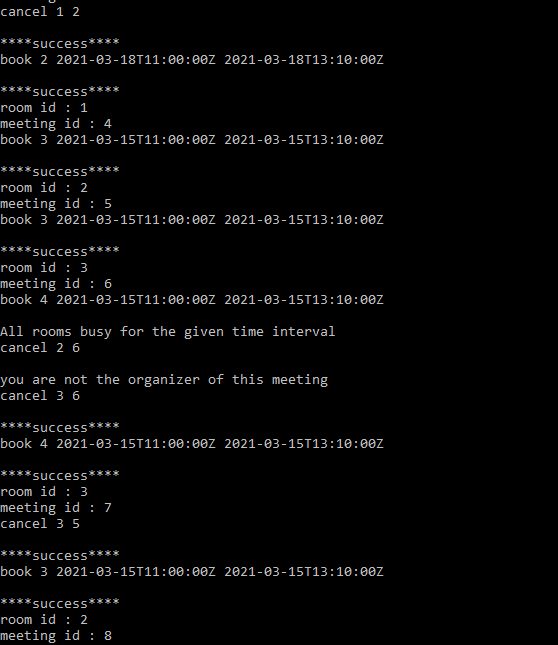 cancel 1 2
****success****
book 2 2021-03-18T11:00:00Z 2021-03-18T13:10:00Z
****success****
room id : 1
meeting id : 4
book 3 2021-03-15T11:00:00Z 2021-03-15T13:10:00Z
****success****
room id : 2
meeting id : 5
book 3 2021-03-15T11:00:00Z 2021-03-15T13:10:00Z
****success****
room id : 3
meeting id : 6
book 4 2021-03-15T11:00:00Z 2021-03-15T13:10:00Z
All rooms busy for the given time interval
cancel 2 6
you are not the organizer of this meeting
cancel 3 6
****success****
book 4 2021-03-15T11:00:00Z 2021-03-15T13:10:00Z
****success****
room id : 3
meeting id : 7
cancel 3 5
****success****
book 3 2021-03-15T11:00:00Z 2021-03-15T13:10:00Z
****success****
room id : 2
meeting id : 8